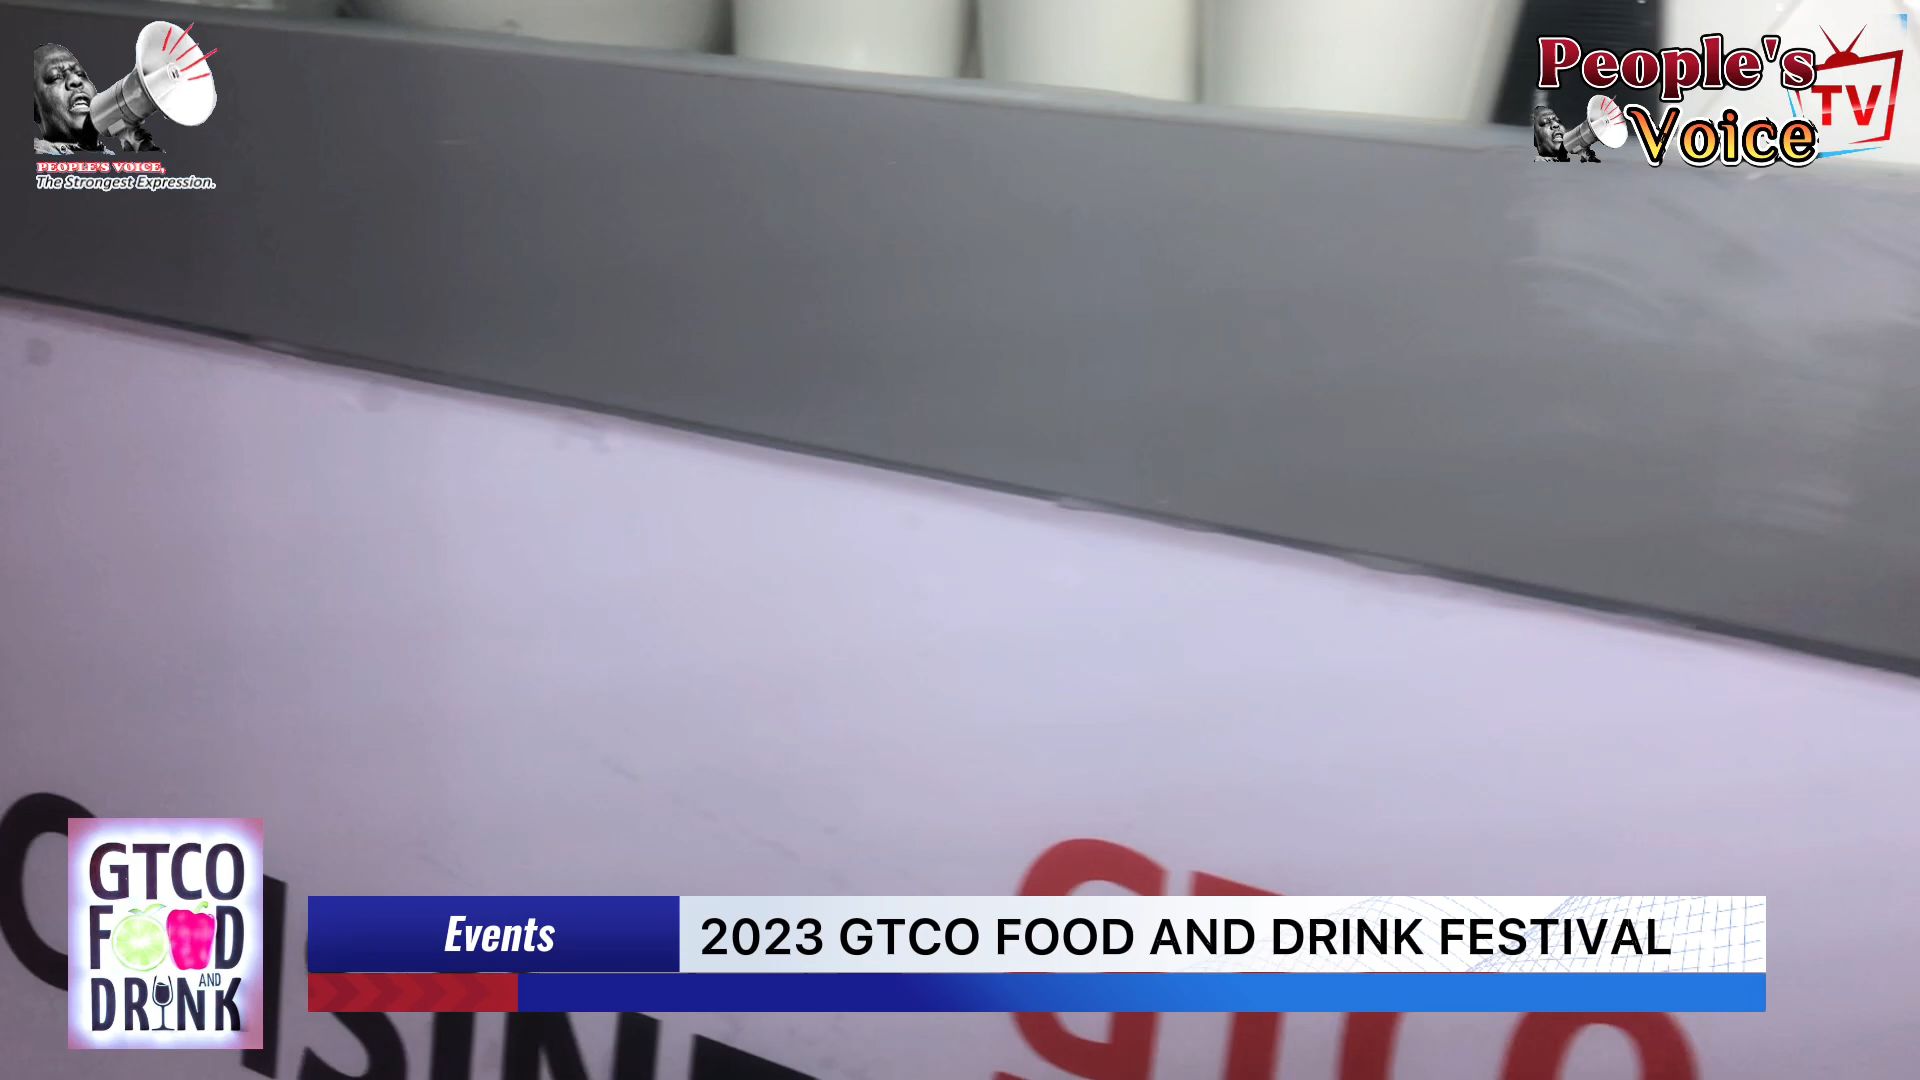 PEOPLE'S VOICE,
The Strongest Expression.
People's
Voice
TV
GTCO
FOOD
AND
DRINK
Events
2023 GTCO FOOD AND DRINK FESTIVAL
GTCO